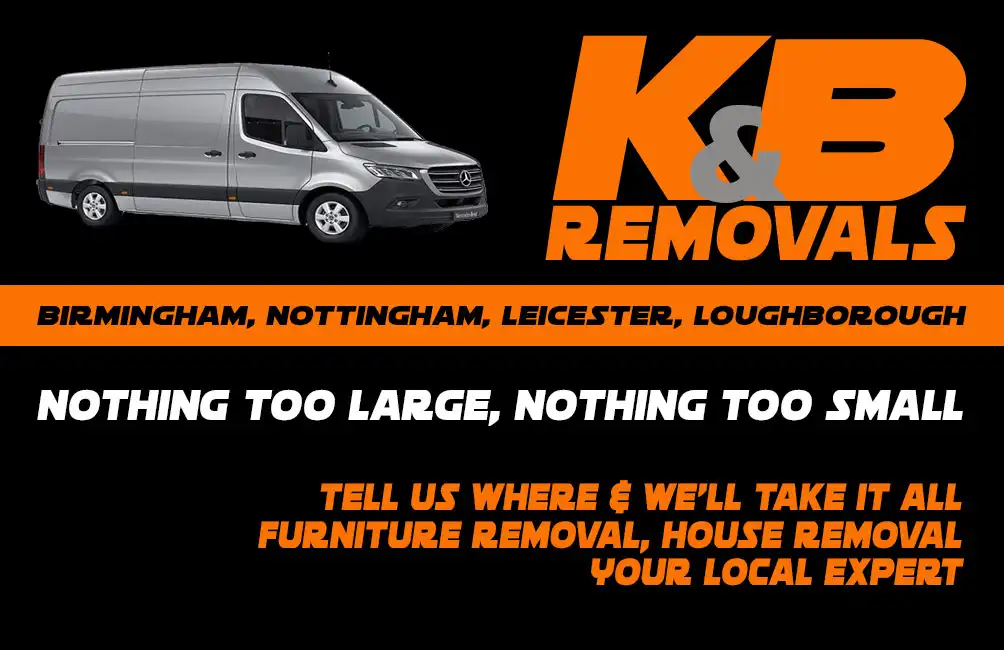 K&B
REMOVALS
BIRMINGHAM, NOTTINGHAM, LEICESTER, LOUGHBOROUGH
NOTHING TOO LARGE, NOTHING TOO SMALL
TELL US WHERE & WE'LL TAKE IT ALL
FURNITURE REMOVAL, HOUSE REMOVAL
YOUR LOCAL EXPERT